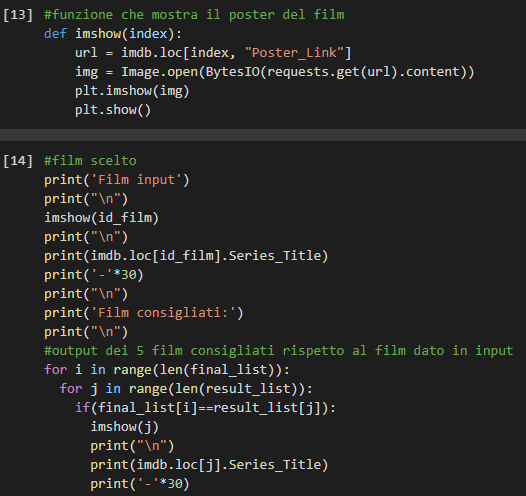 [13] #funzione che mostra il poster del film
def imshow(index):
    url = imdb.loc[index, "Poster_Link"]
    img = Image.open(BytesIO(requests.get(url).content))
    plt.imshow(img)
    plt.show()
[14] #film scelto
print('Film input')
print("\n")
imshow(id_film)
print("\n")
print(imdb.loc[id_film].Series_Title)
print('-'*30)
print("\n")
print('Film consigliati:')
print("\n")
#output dei 5 film consigliati rispetto al film dato in input
for i in range(len(final_list)):
  for j in range(len(result_list)):
    if(final_list[i]==result_list[j]):
      imshow(j)
      print("\n")
      print(imdb.loc[j].Series_Title)
      print('-'*30)